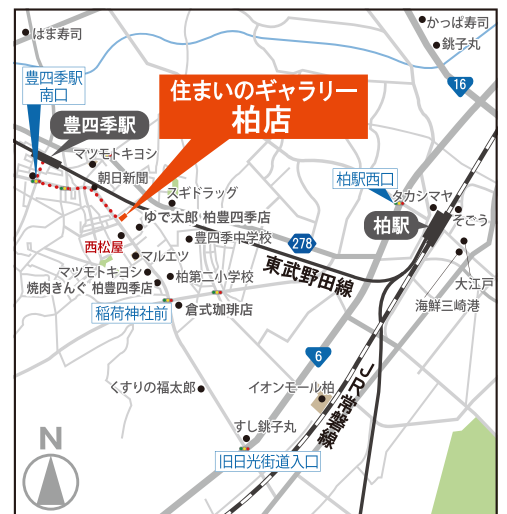 はま寿司
かっぱ寿司
銚子丸
豊四季駅
南口
16
住まいのギャラリー
柏店
豊四季駅
マツモトキヨシ
朝日新聞
スギドラッグ
柏駅西口
タカシマヤ
ゆで太郎 柏豊四季店
柏駅
そごう
西松屋
豊四季中学校
278
マルエツ
東武野田線
マツモトキヨシ
柏第二小学校
大江戸
焼肉きんぐ 柏豊四季店
海鮮三崎港
稲荷神社前
倉式珈琲店
6
JR常磐線
くすりの福太郎
イオンモール柏
すし銚子丸
N
旧日光街道入口